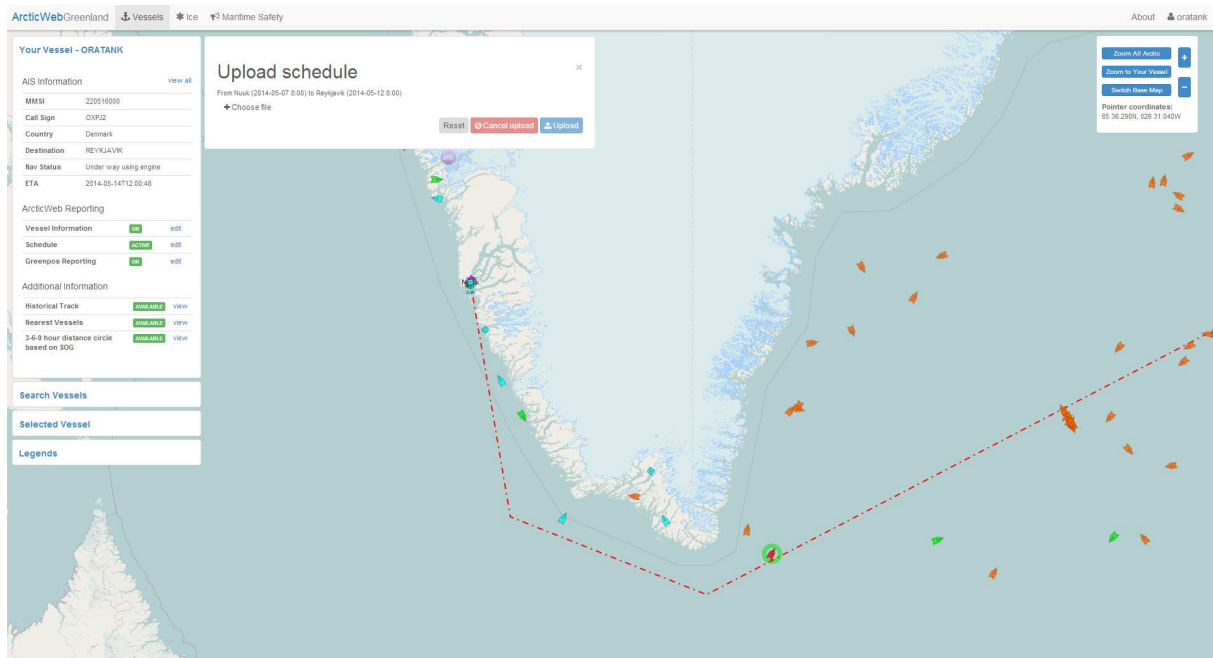 ArcticWebGreenland Vessels Ice Maritime Safety About oratank
Your Vessel - ORATANK
AIS Information view all
MMSI 220516000
Call Sign OXPJ2
Country Denmark
Destination REYKJAVIK
Nav Status Under way using engine
ETA 2014-05-14T12:00:48
ArcticWeb Reporting
Vessel Information ON edit
Schedule ACTIVE edit
Greenpos Reporting ON edit
Additional Information
Historical Track AVAILABLE view
Nearest Vessels AVAILABLE view
3-6-9 hour distance circle
based on SOG AVAILABLE view
Search Vessels
Selected Vessel
Legends
Upload schedule ×
From Nuuk (2014-05-07 8:00) to Reykjavik (2014-05-12 8:00)
+ Choose file
Reset Cancel upload Upload
Zoom All Arctic +
Zoom to Your Vessel
Switch Base Map −
Pointer coordinates:
65 36.290N, 026 31.040W